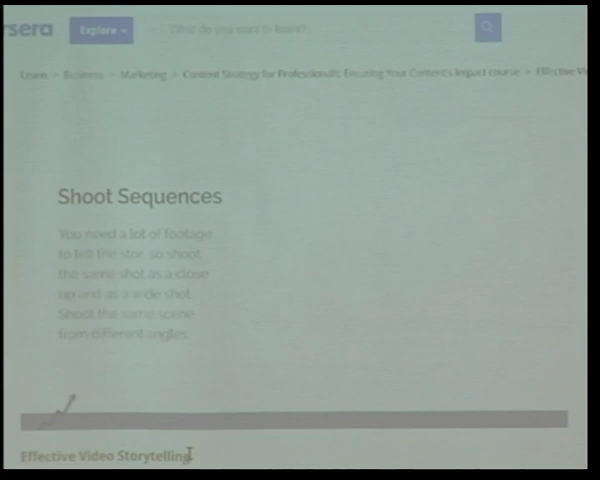 rsera Explore What do you want to learn?
Learn > Business > Marketing > Content Strategy for Professionals: Ensuring Your Content's Impact course > Effective Vi
Shoot Sequences
You need a lot of footage
to tell the stor, so shoot
the same shot as a close
up and as a wide shot.
Shoot the same scene
from different angles.
Effective Video Storytelling